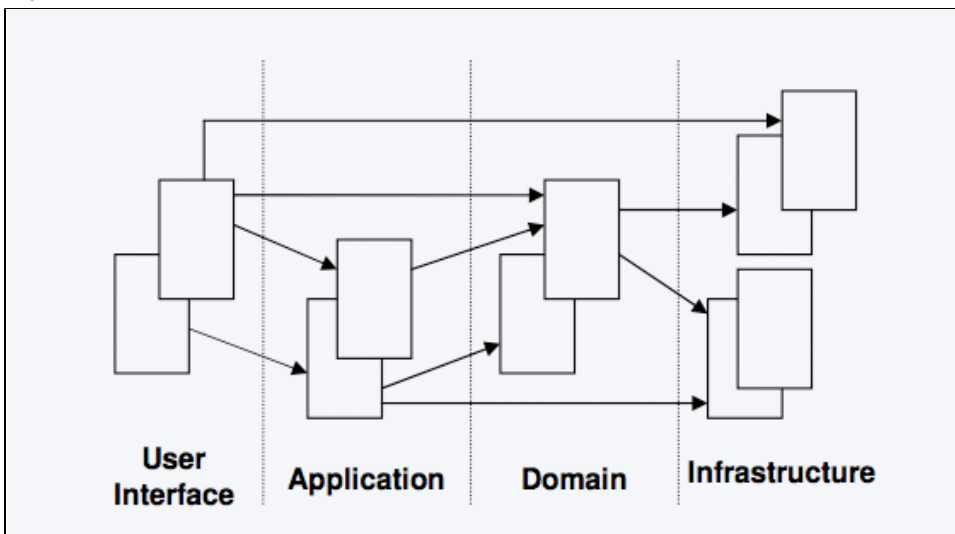 User
Interface
Application
Domain
Infrastructure